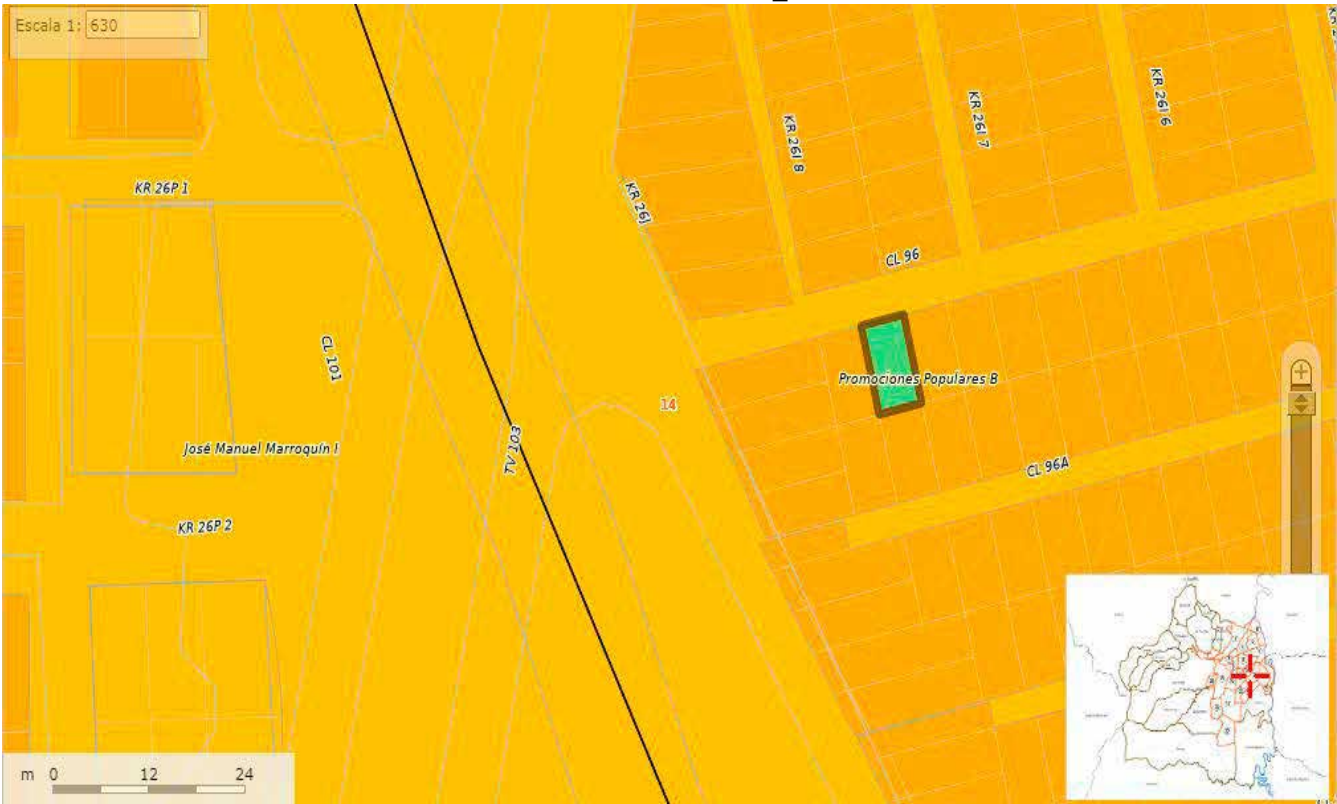 Escala 1: 630
KR 26P 1
KR 26J
KR 26I 8
KR 26I 7
KR 26I 6
CL 96
CL 101
Promociones Populares B
14
José Manuel Marroquín I
TV 103
CL 96A
KR 26P 2
m 0 12 24